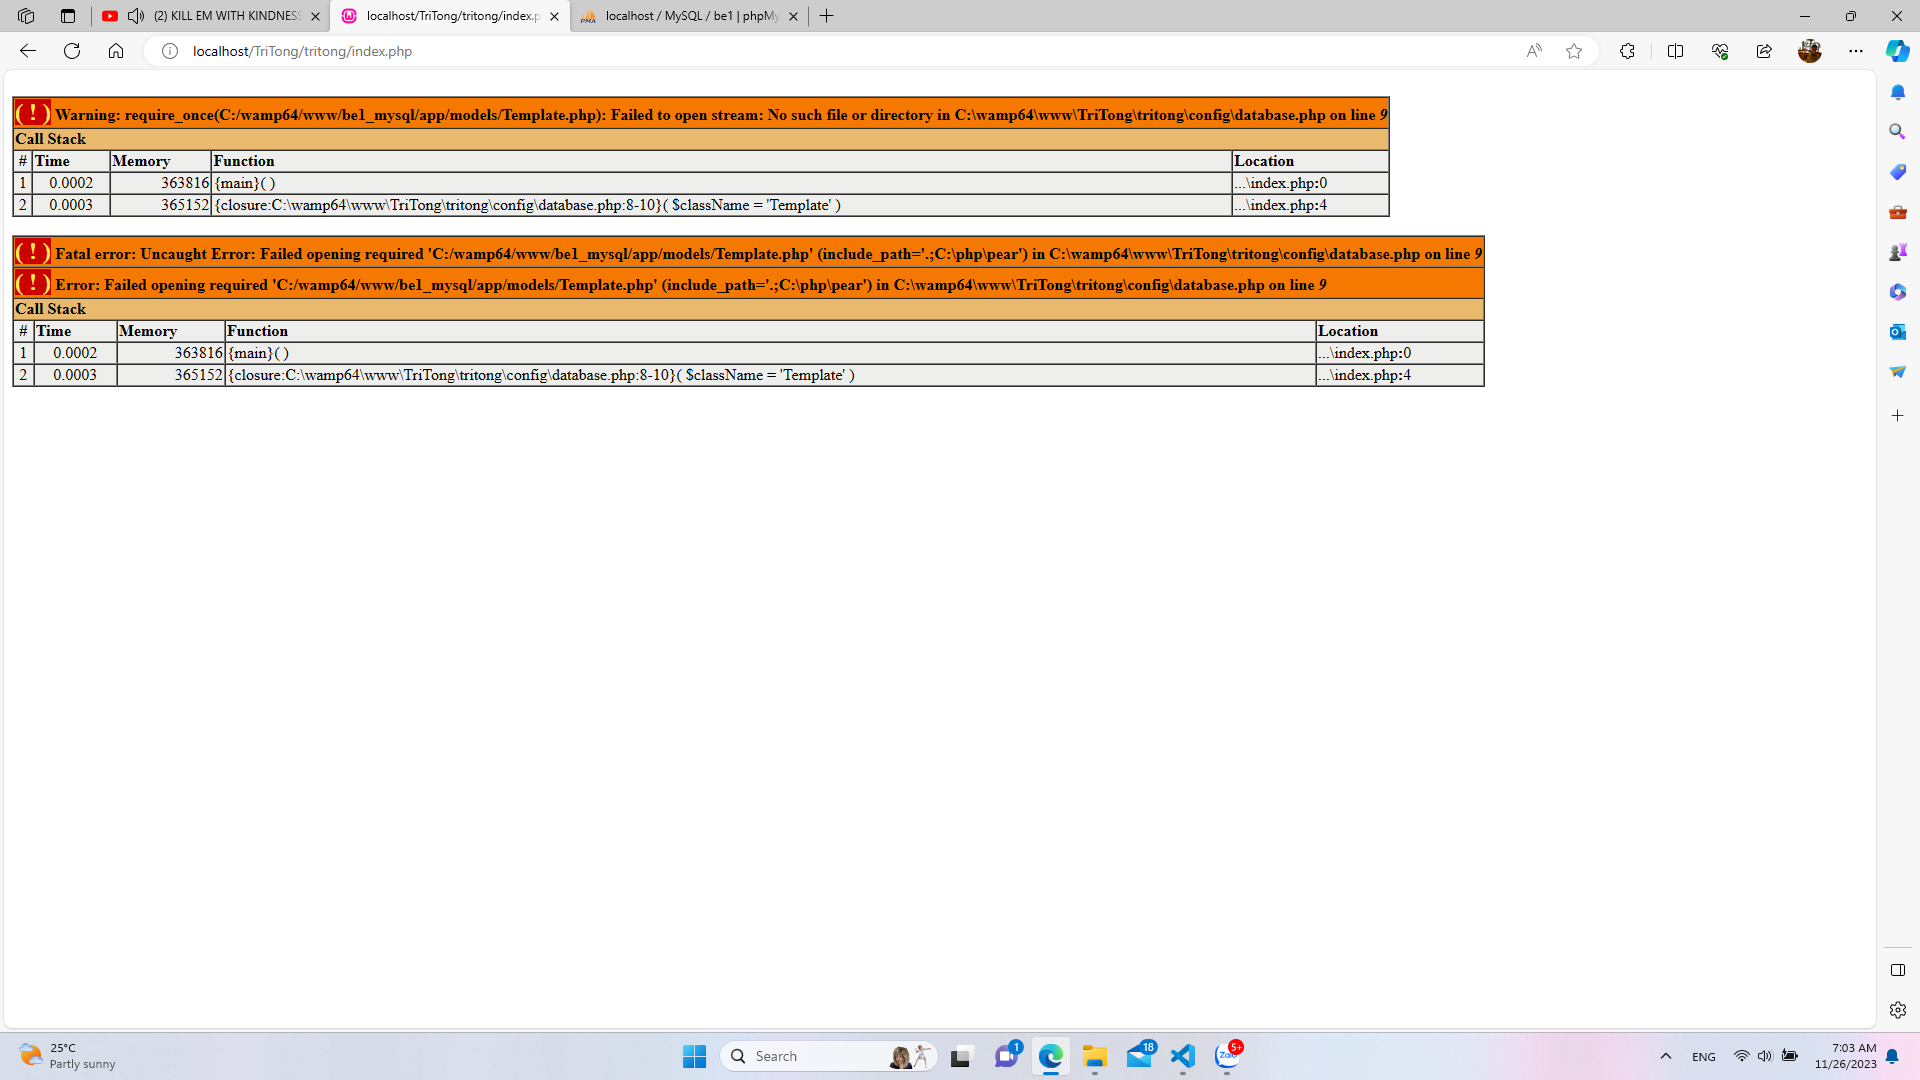 (2) KILL EM WITH KINDNESS
localhost/TriTong/tritong/index.p
localhost / MySQL / be1 | phpMy
localhost/TriTong/tritong/index.php
( ! ) Warning: require_once(C:/wamp64/www/be1_mysql/app/models/Template.php): Failed to open stream: No such file or directory in C:\wamp64\www\TriTong\tritong\config\database.php on line 9
Call Stack
# Time Memory Function Location
1 0.0002 363816 {main}( ) ...\index.php:0
2 0.0003 365152 {closure:C:\wamp64\www\TriTong\tritong\config\database.php:8-10}( $className = 'Template' ) ...\index.php:4
( ! ) Fatal error: Uncaught Error: Failed opening required 'C:/wamp64/www/be1_mysql/app/models/Template.php' (include_path='.;C:\php\pear') in C:\wamp64\www\TriTong\tritong\config\database.php on line 9
( ! ) Error: Failed opening required 'C:/wamp64/www/be1_mysql/app/models/Template.php' (include_path='.;C:\php\pear') in C:\wamp64\www\TriTong\tritong\config\database.php on line 9
Call Stack
# Time Memory Function Location
1 0.0002 363816 {main}( ) ...\index.php:0
2 0.0003 365152 {closure:C:\wamp64\www\TriTong\tritong\config\database.php:8-10}( $className = 'Template' ) ...\index.php:4
25°C
Partly sunny
Search
1
18
Zalo
5+
ENG
7:03 AM
11/26/2023